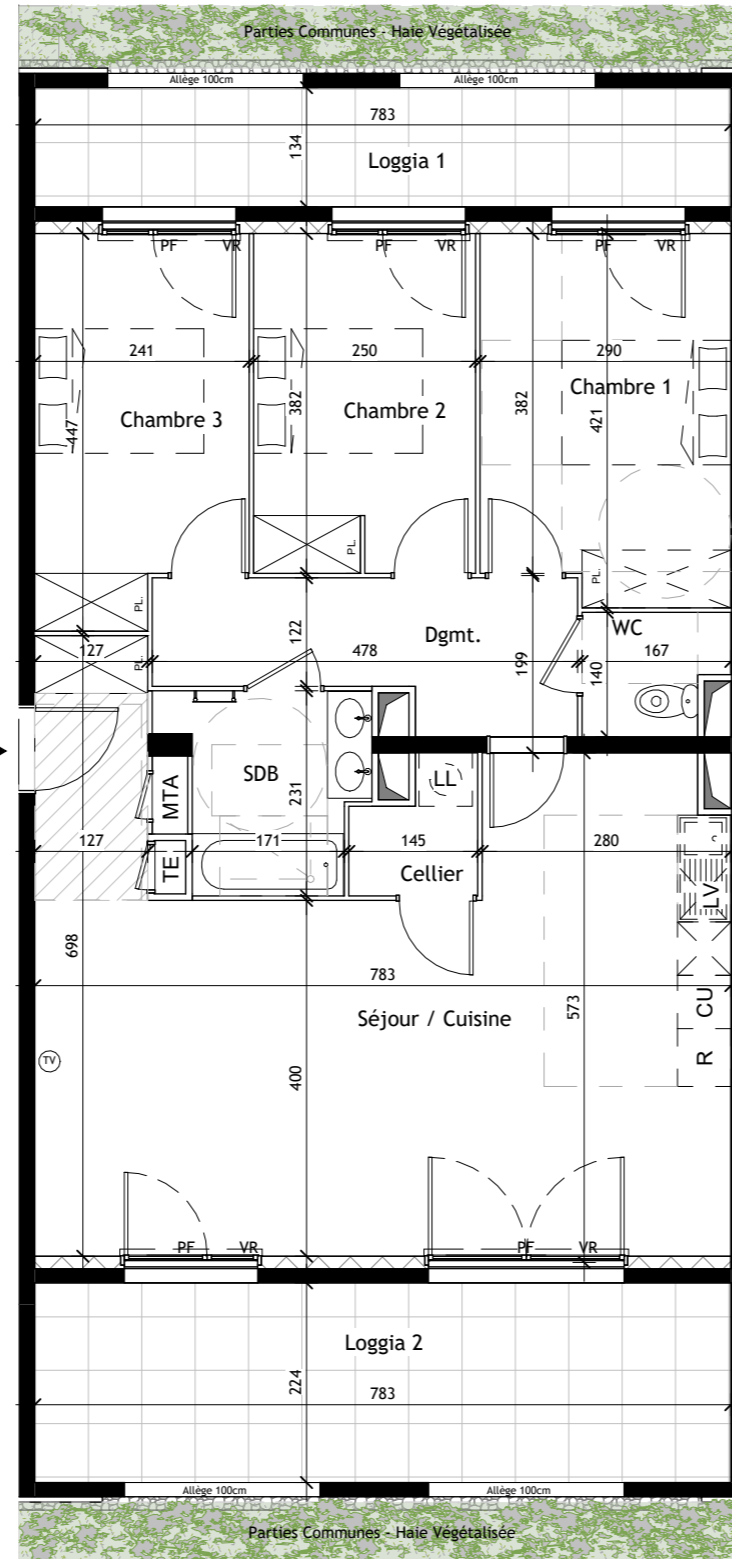 Parties Communes - Haie Végétalisée
Allège 100cm
Allège 100cm
783
134
Loggia 1
PF VR
PF VR
PF VR
241
250
290
Chambre 3
Chambre 2
Chambre 1
447
382
382
421
PL.
PL.
PL.
PL.
WC
127
122
478
Dgmt.
199
140
167
MTA
SDB
231
LL
TE
127
171
145
280
Cellier
LV
698
783
Séjour / Cuisine
573
CU
R
TV
400
PF VR
PF VR
Loggia 2
224
783
Allège 100cm
Allège 100cm
Parties Communes - Haie Végétalisée